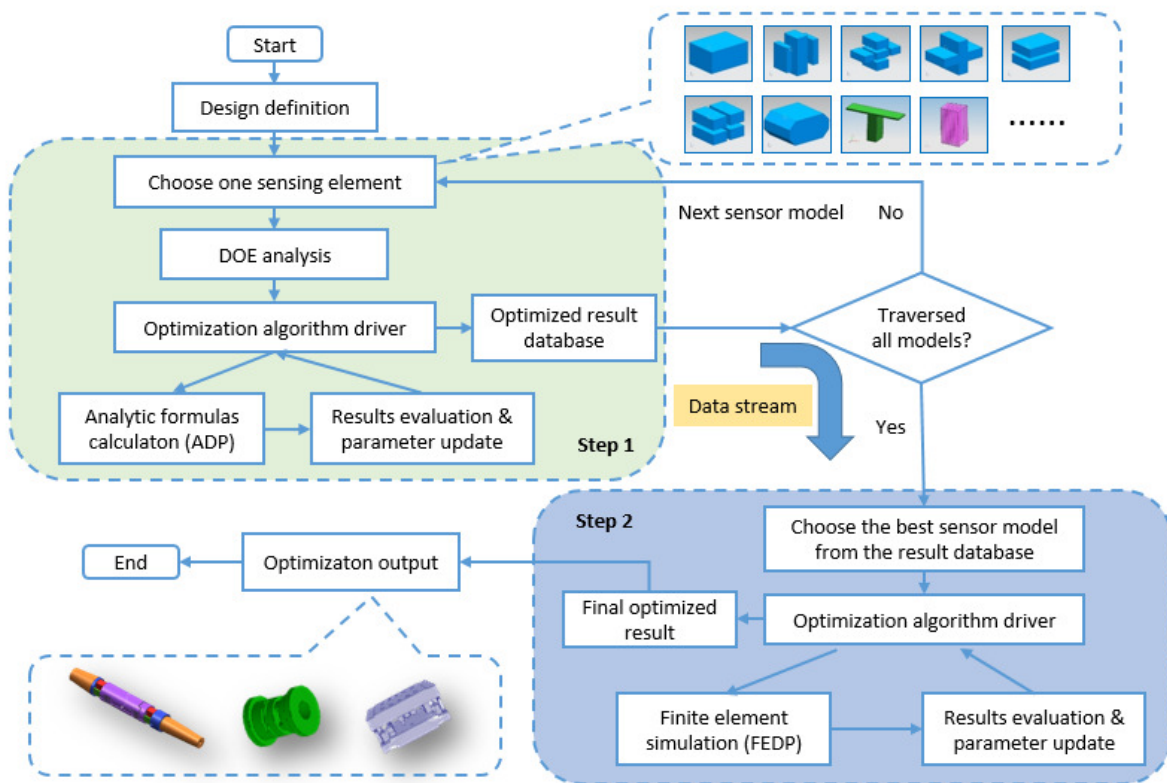 Start
Design definition
Choose one sensing element
DOE analysis
Optimization algorithm driver
Optimized result
database
Analytic formulas
calculaton (ADP)
Results evaluation &
parameter update
Step 1
......
Next sensor model
No
Traversed
all models?
Data stream
Yes
Step 2
Choose the best sensor model
from the result database
Optimization algorithm driver
Final optimized
result
Finite element
simulation (FEDP)
Results evaluation &
parameter update
Optimizaton output
End